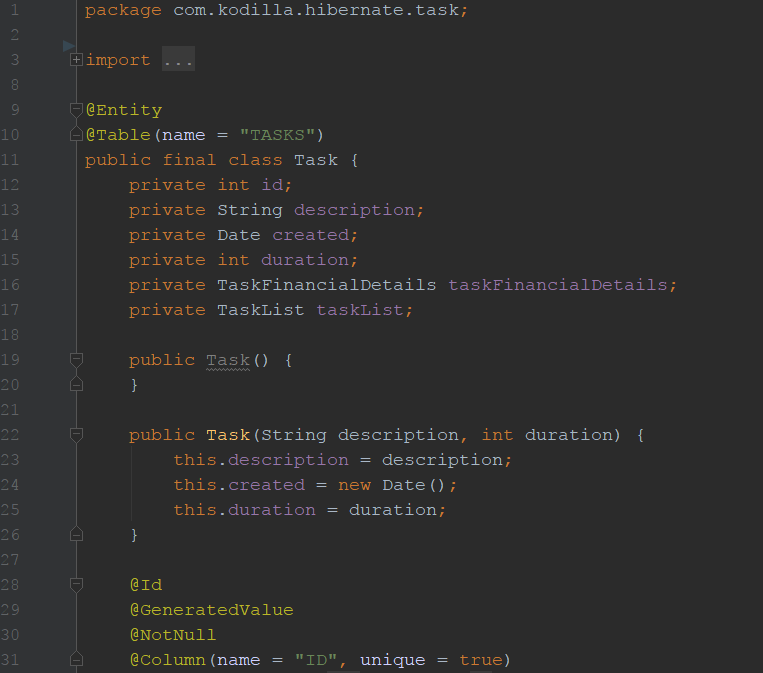 1 package com.kodilla.hibernate.task;
2
3 import ...
8
9 @Entity
10 @Table(name = "TASKS")
11 public final class Task {
12     private int id;
13     private String description;
14     private Date created;
15     private int duration;
16     private TaskFinancialDetails taskFinancialDetails;
17     private TaskList taskList;
18
19     public Task() {
20     }
21
22     public Task(String description, int duration) {
23         this.description = description;
24         this.created = new Date();
25         this.duration = duration;
26     }
27
28     @Id
29     @GeneratedValue
30     @NotNull
31     @Column(name = "ID", unique = true)